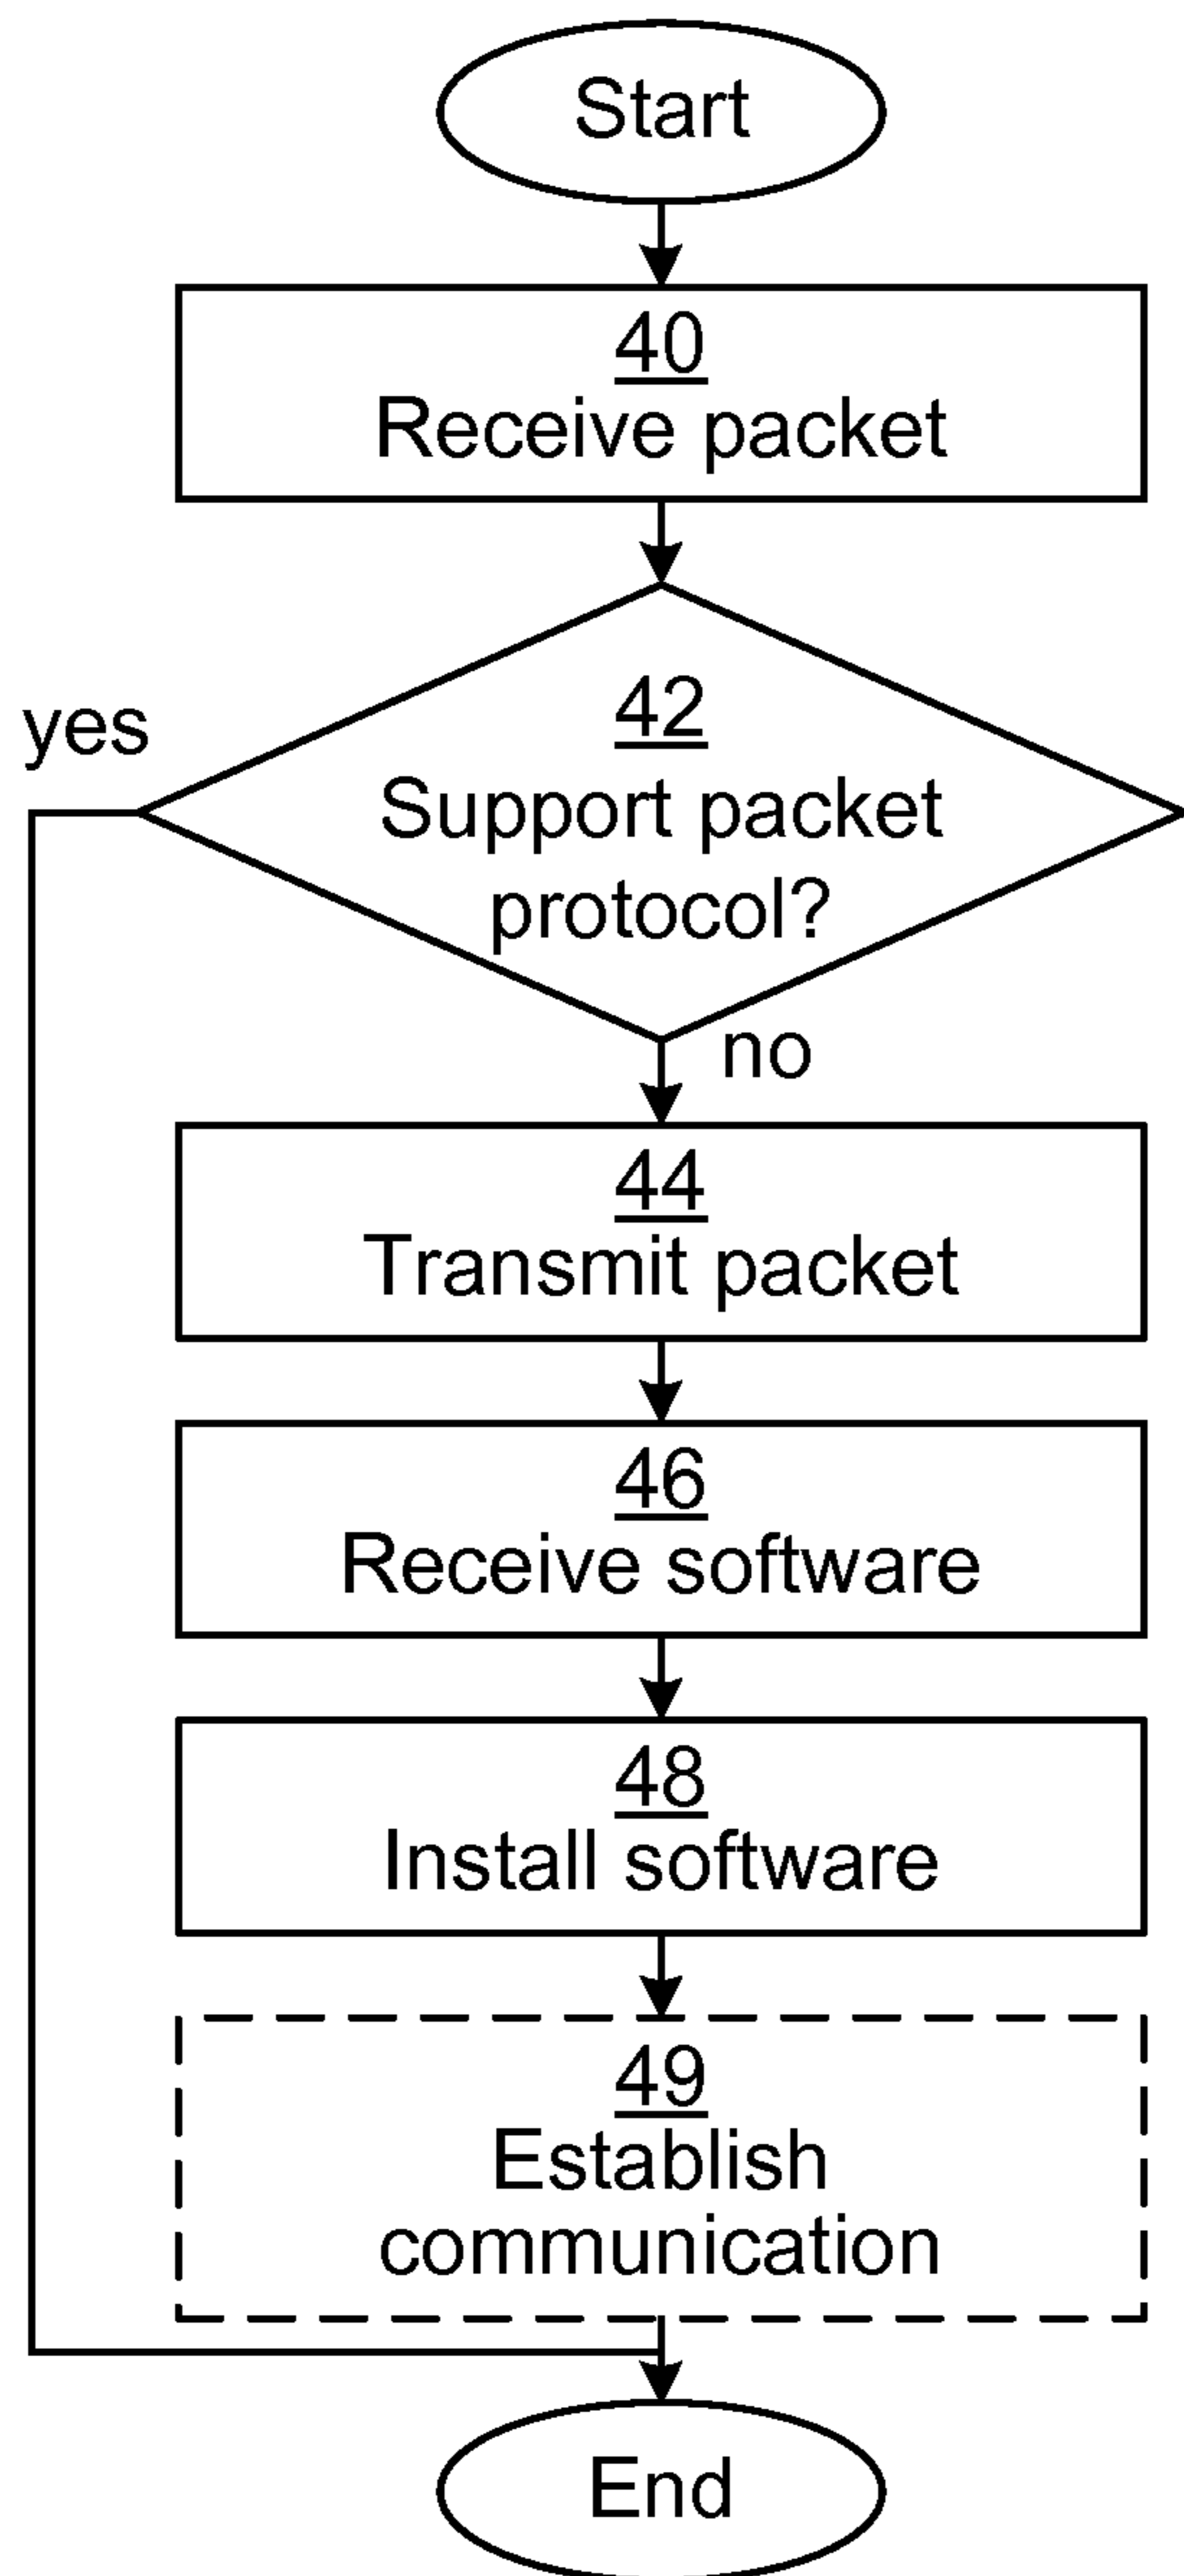 Start
40
Receive packet
yes
42
Support packet
protocol?
no
44
Transmit packet
46
Receive software
48
Install software
49
Establish
communication
End